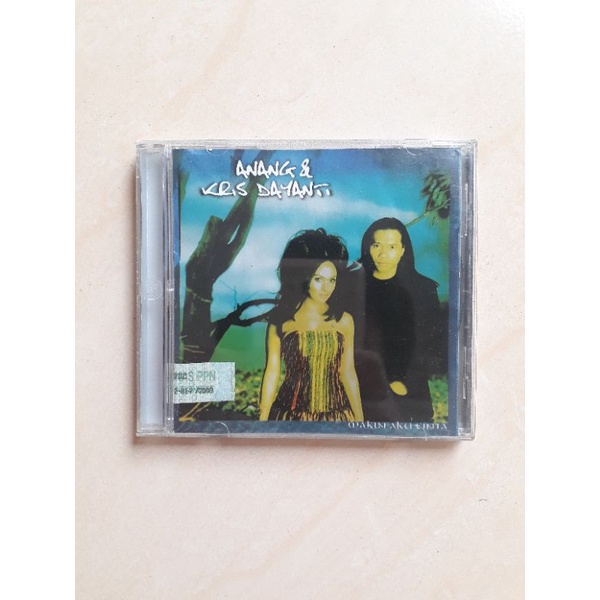 ANANG &
KRIS DAYANTI
S PPN
MAKIN AKU CINTA